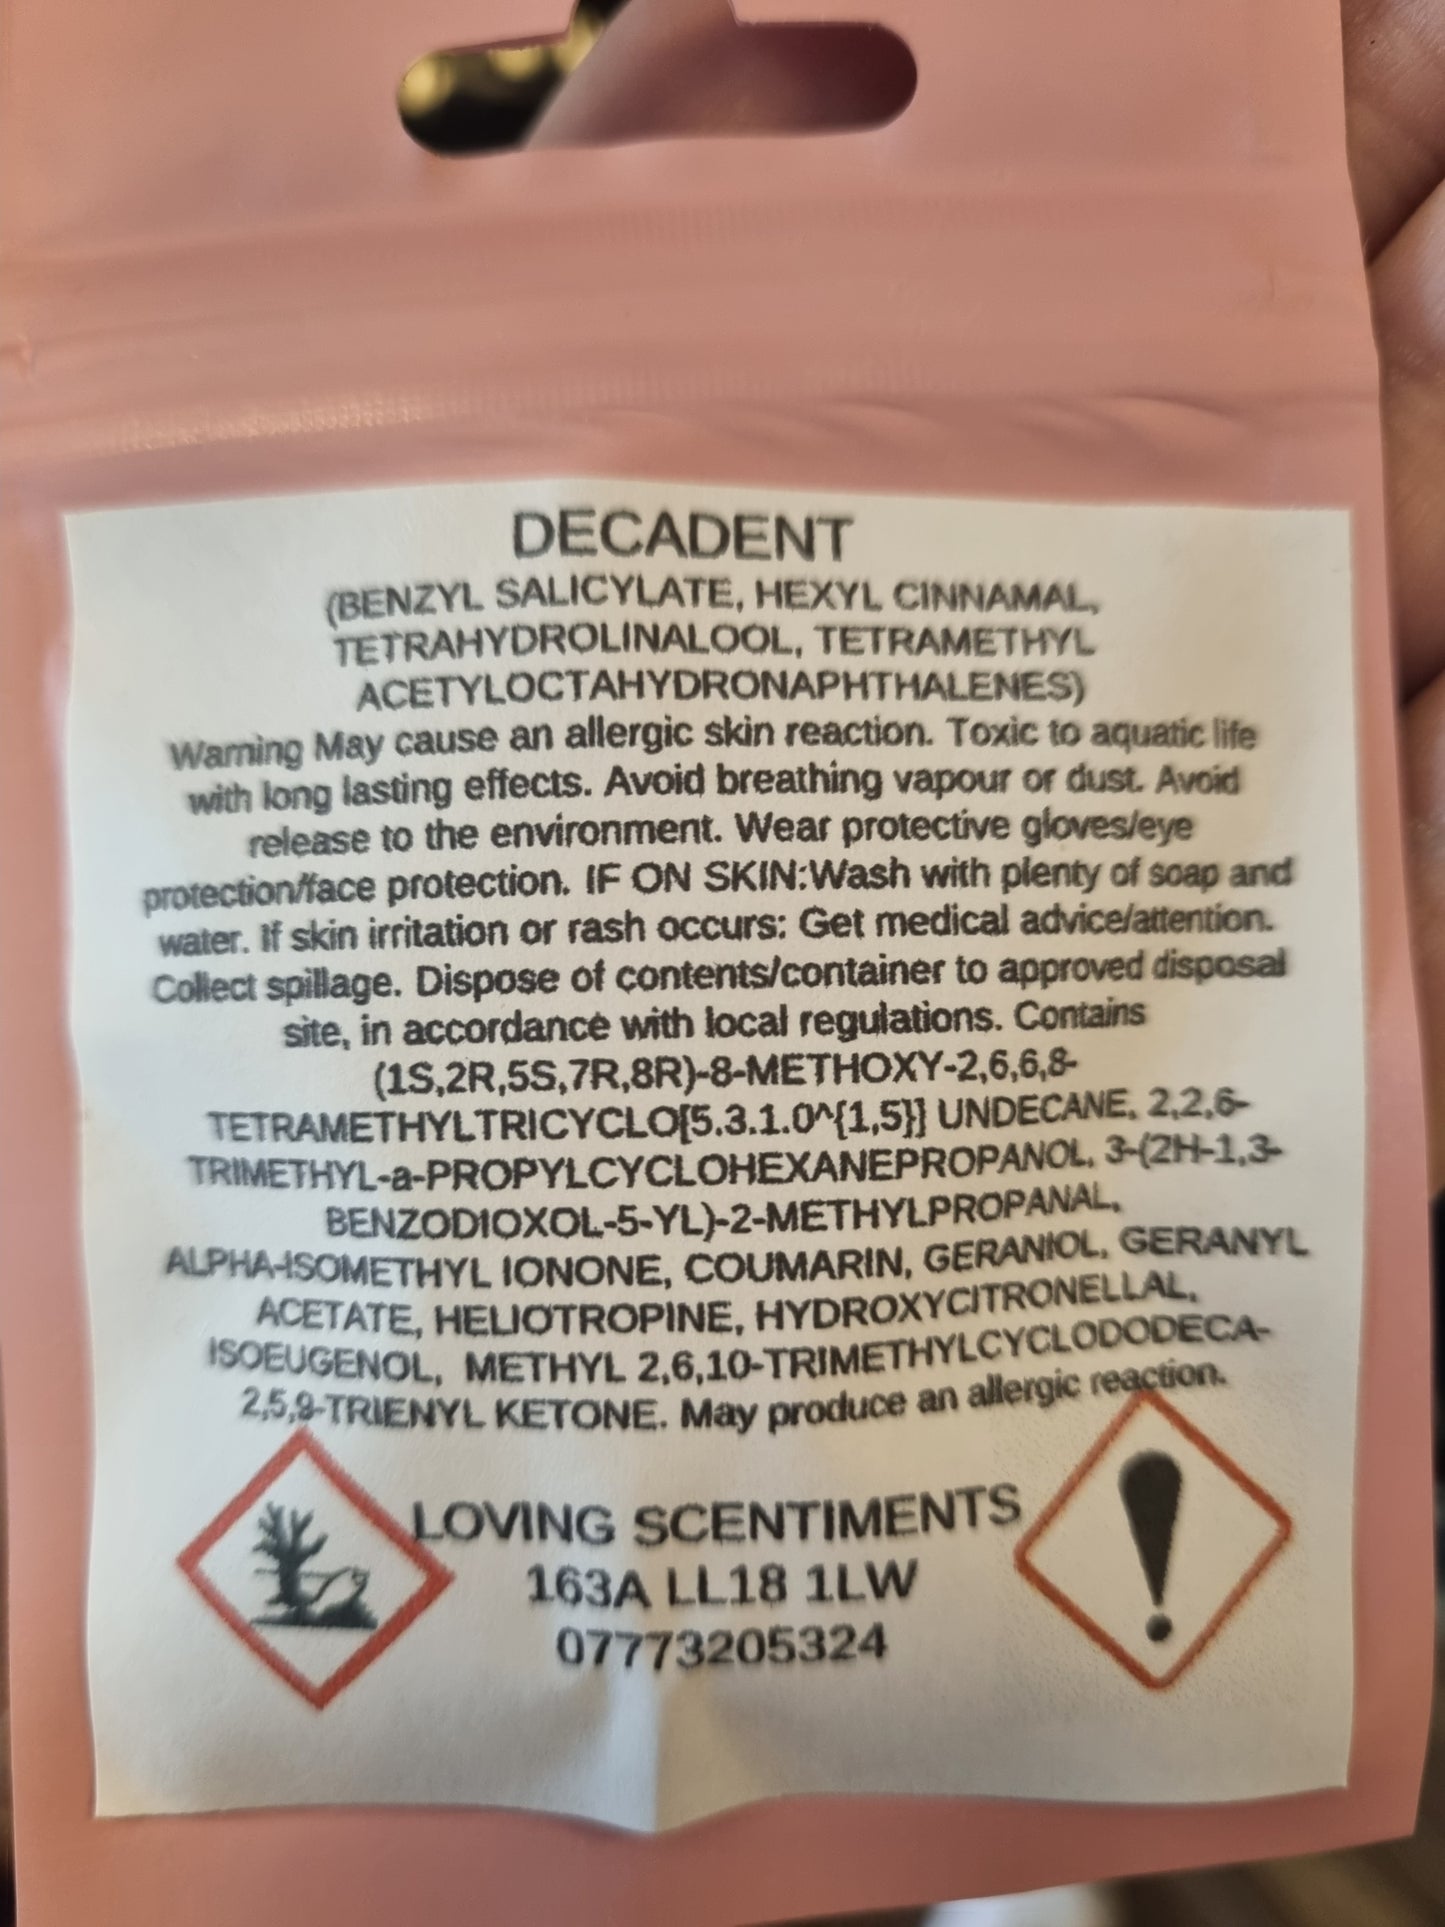 DECADENT
(BENZYL SALICYLATE, HEXYL CINNAMAL,
TETRAHYDROLINALOOL, TETRAMETHYL
ACETYLOCTAHYDRONAPHTHALENES)
Warning May cause an allergic skin reaction. Toxic to aquatic life
with long lasting effects. Avoid breathing vapour or dust. Avoid
release to the environment. Wear protective gloves/eye
protection/face protection. IF ON SKIN:Wash with plenty of soap and
water. If skin irritation or rash occurs: Get medical advice/attention.
Collect spillage. Dispose of contents/container to approved disposal
site, in accordance with local regulations. Contains
(1S,2R,5S,7R,8R)-8-METHOXY-2,6,6,8-
TETRAMETHYLTRICYCLO[5.3.1.0^{1,5}] UNDECANE, 2,2,6-
TRIMETHYL-a-PROPYLCYCLOHEXANEPROPANOL, 3-(2H-1,3-
BENZODIOXOL-5-YL)-2-METHYLPROPANAL,
ALPHA-ISOMETHYL IONONE, COUMARIN, GERANIOL, GERANYL
ACETATE, HELIOTROPINE, HYDROXYCITRONELLAL,
ISOEUGENOL, METHYL 2,6,10-TRIMETHYLCYCLODODECA-
2,5,9-TRIENYL KETONE. May produce an allergic reaction.
LOVING SCENTIMENTS
163A LL18 1LW
07773205324